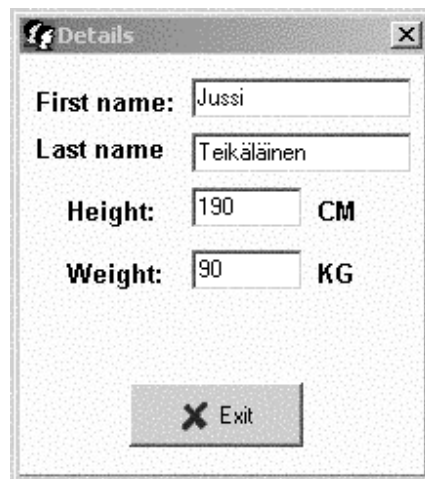 Details
First name: Jussi
Last name Teikäläinen
Height: 190 CM
Weight: 90 KG
Exit